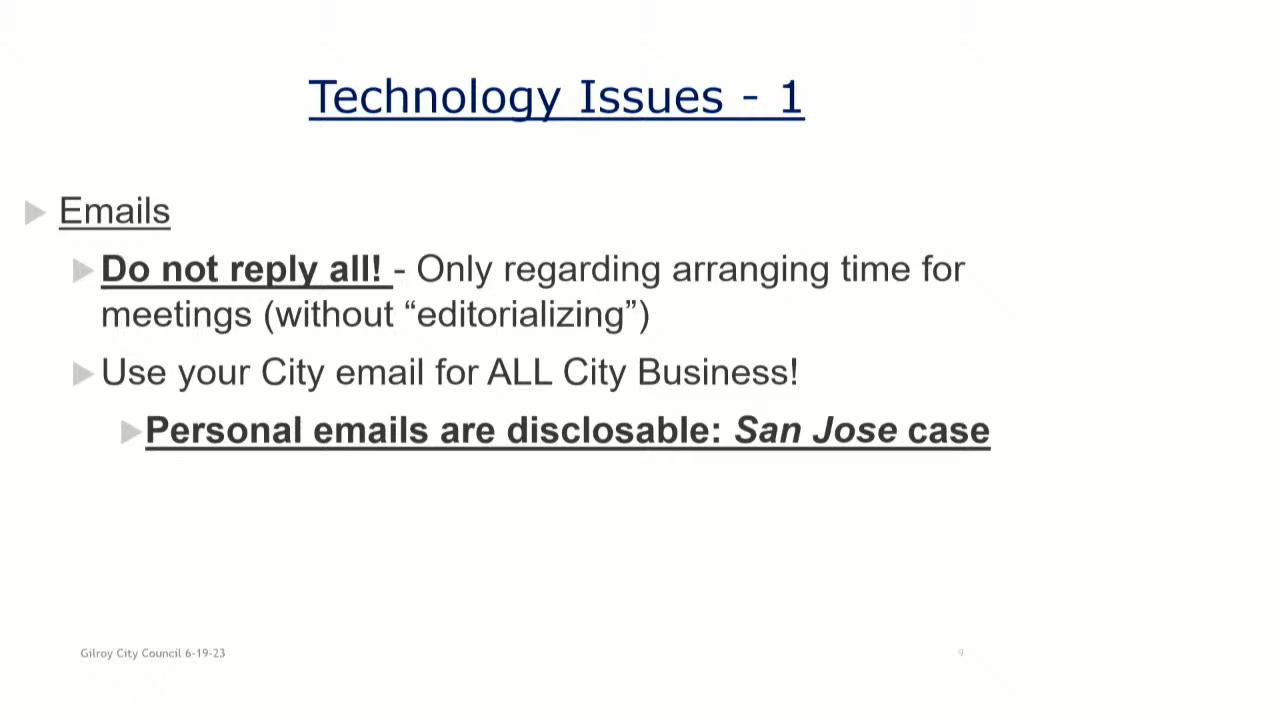 Technology Issues - 1
Emails
Do not reply all! - Only regarding arranging time for
meetings (without “editorializing”)
Use your City email for ALL City Business!
Personal emails are disclosable: San Jose case
Gilroy City Council 6-19-23
9